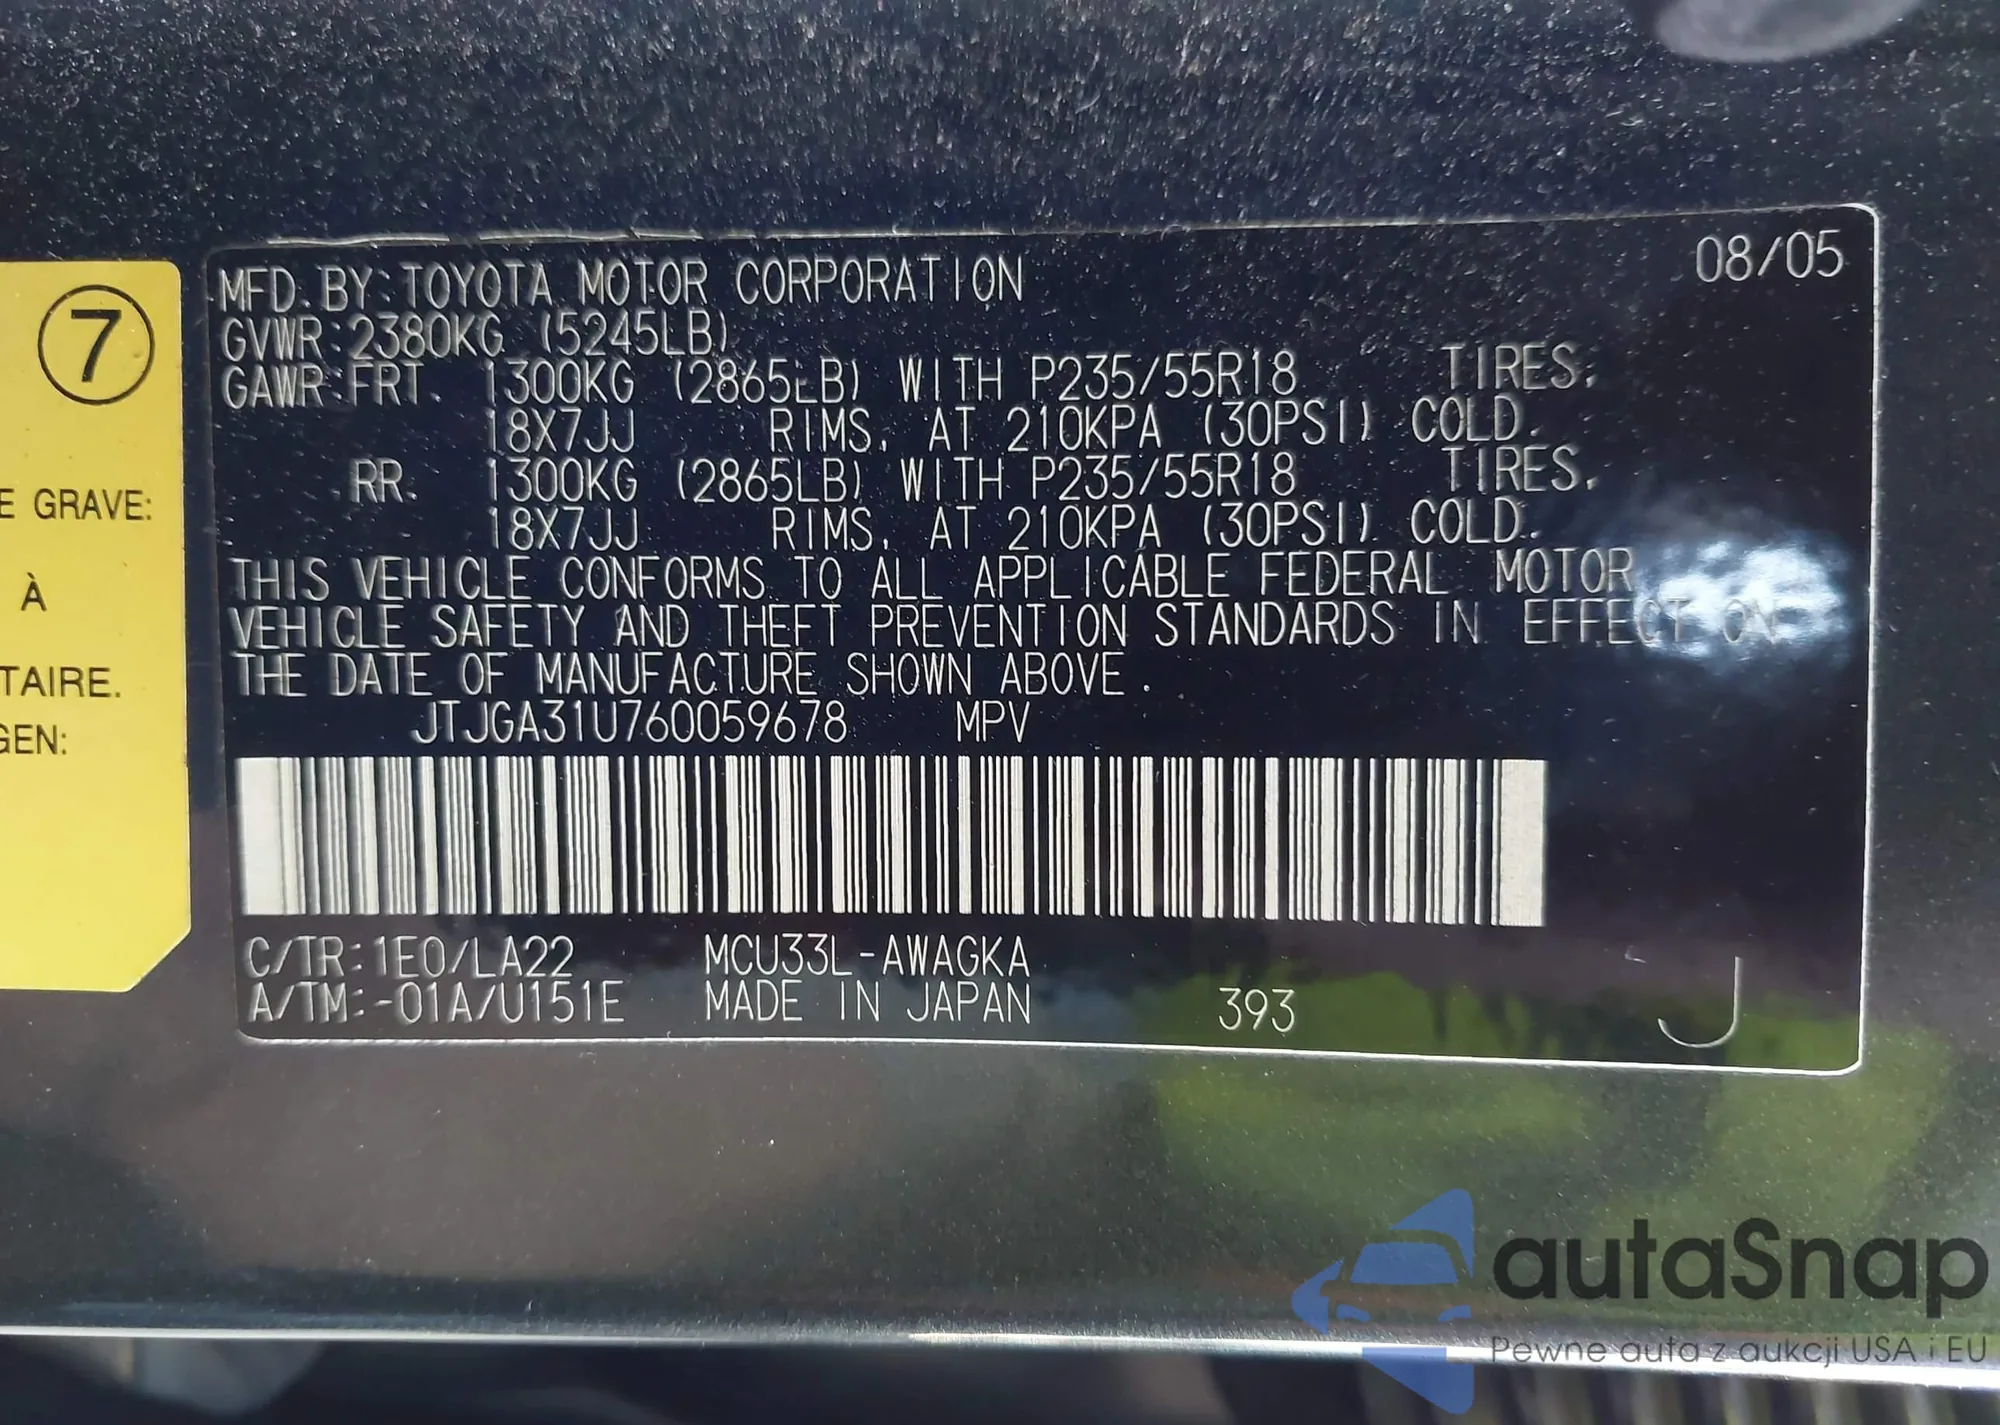 7
E GRAVE:
À
TAIRE.
GEN:
08/05
MFD. BY:TOYOTA MOTOR CORPORATION
GVWR:2380KG (5245LB)
GAWR:FRT. 1300KG (2865LB) WITH P235/55R18 TIRES,
18X7JJ RIMS, AT 210KPA (30PSI) COLD.
RR. 1300KG (2865LB) WITH P235/55R18 TIRES,
18X7JJ RIMS, AT 210KPA (30PSI) COLD.
THIS VEHICLE CONFORMS TO ALL APPLICABLE FEDERAL MOTOR
VEHICLE SAFETY AND THEFT PREVENTION STANDARDS IN EFFECT ON
THE DATE OF MANUFACTURE SHOWN ABOVE.
JTJGA31U760059678 MPV
C/TR:1E0/LA22 MCU33L-AWAGKA
A/TM:-01A/U151E MADE IN JAPAN 393 J
autaSnap
Pewne auta z aukcji USA i EU